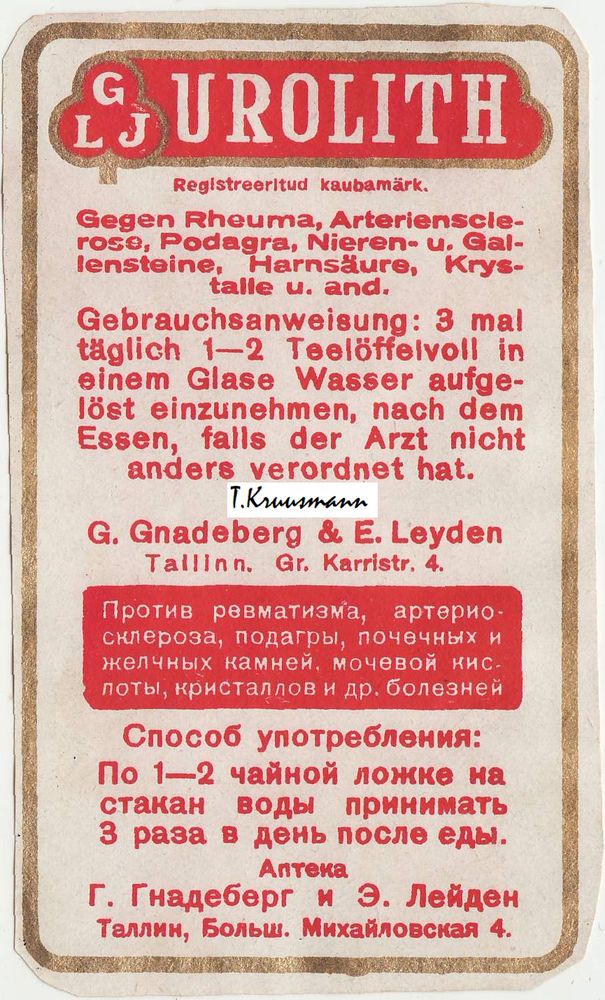 G
L J
UROLITH
Registreeritud kaubamärk.
Gegen Rheuma, Arterienscle-
rose, Podagra, Nieren- u. Gal-
lensteine, Harnsäure, Krys-
talle u. and.
Gebrauchsanweisung: 3 mal
täglich 1—2 Teelöffelvoll in
einem Glase Wasser aufge-
löst einzunehmen, nach dem
Essen, falls der Arzt nicht
anders verordnet hat.
T.Kruusmann
G. Gnadeberg & E. Leyden
Tallinn. Gr. Karristr. 4.
Против ревматизма, артерио-
склероза, подагры, почечных и
желчных камней, мочевой кис-
лоты, кристаллов и др. болезней
Способ употребления:
По 1—2 чайной ложке на
стакан воды принимать
3 раза в день после еды.
Аптека
Г. Гнадеберг и Э. Лейден
Таллин, Больш. Михайловская 4.